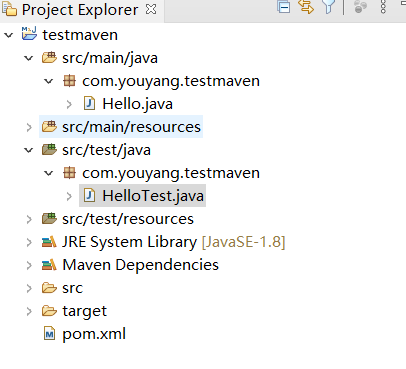 Project Explorer
testmaven
src/main/java
com.youyang.testmaven
Hello.java
src/main/resources
src/test/java
com.youyang.testmaven
HelloTest.java
src/test/resources
JRE System Library [JavaSE-1.8]
Maven Dependencies
src
target
pom.xml